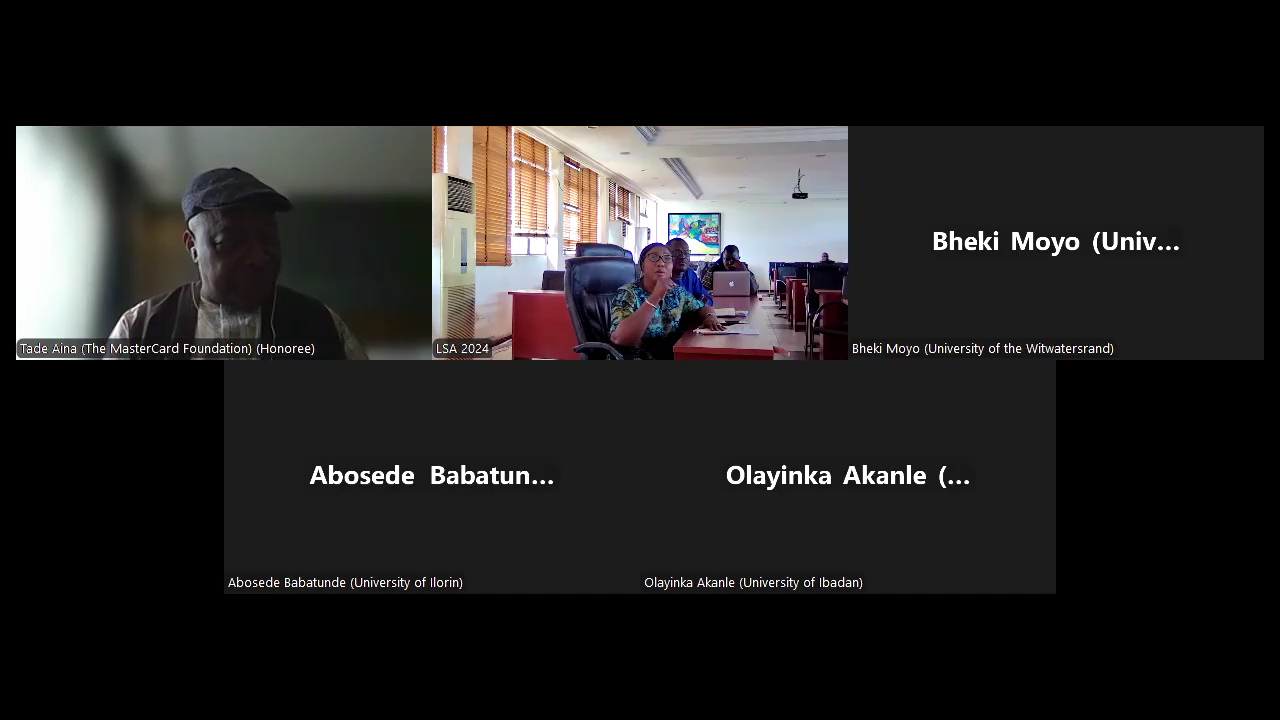 Bheki Moyo (Univ...
Tade Aina (The MasterCard Foundation) (Honoree)
LSA 2024
Bheki Moyo (University of the Witwatersrand)
Abosede Babatun...
Olayinka Akanle (...
Abosede Babatunde (University of Ilorin)
Olayinka Akanle (University of Ibadan)